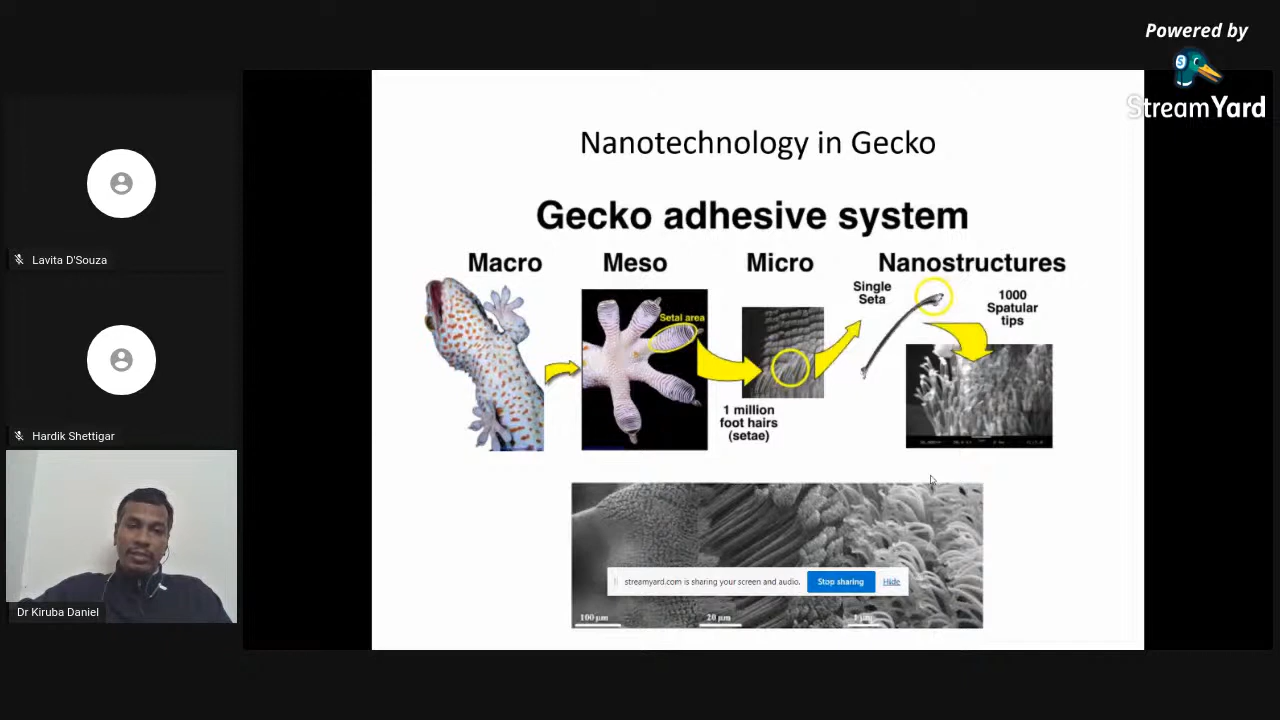 Powered by
StreamYard
Nanotechnology in Gecko
Gecko adhesive system
Macro
Meso
Micro
Nanostructures
Setal area
1 million
foot hairs
(setae)
Single
Seta
1000
Spatular
tips
streamyard.com is sharing your screen and audio.
Stop sharing
Hide
100 µm
20 µm
Lavita D'Souza
Hardik Shettigar
Dr Kiruba Daniel